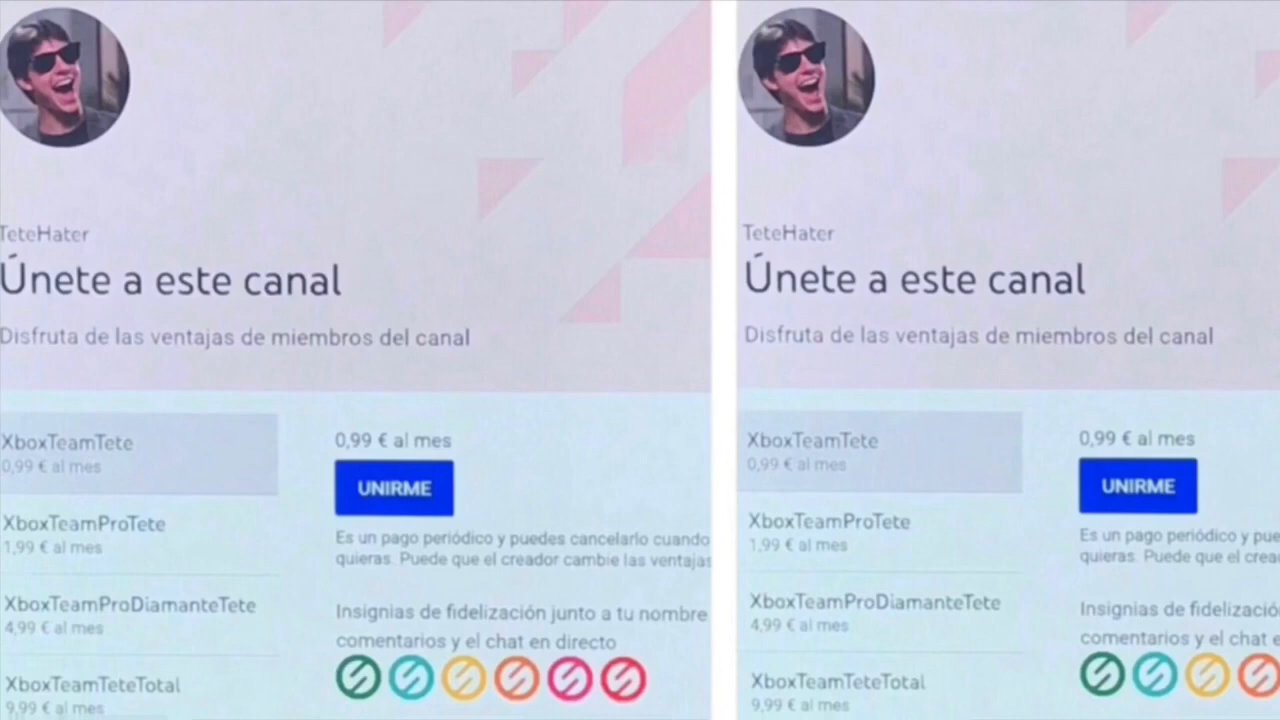 TeteHater
Únete a este canal
Disfruta de las ventajas de miembros del canal
XboxTeamTete
0,99 € al mes
XboxTeamProTete
1,99 € al mes
XboxTeamProDiamanteTete
4,99 € al mes
XboxTeamTeteTotal
9,99 € al mes
0,99 € al mes
UNIRME
Es un pago periódico y puedes cancelarlo cuando
quieras. Puede que el creador cambie las ventajas
Insignias de fidelización junto a tu nombre
comentarios y el chat en directo
TeteHater
Únete a este canal
Disfruta de las ventajas de miembros del canal
XboxTeamTete
0,99 € al mes
XboxTeamProTete
1,99 € al mes
XboxTeamProDiamanteTete
4,99 € al mes
XboxTeamTeteTotal
9,99 € al mes
0,99 € al mes
UNIRME
Es un pago periódico y pue
quieras. Puede que el crea
Insignias de fidelizació
comentarios y el chat e